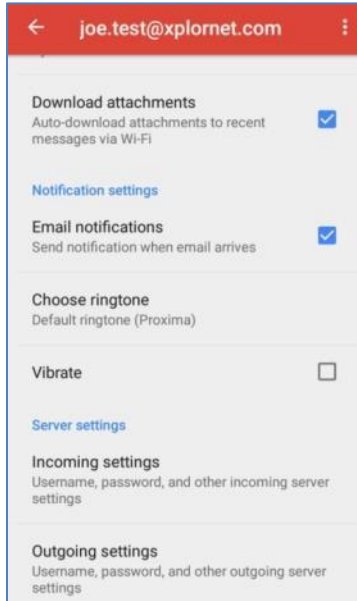 joe.test@xplornet.com
Download attachments
Auto-download attachments to recent
messages via Wi-Fi
Notification settings
Email notifications
Send notification when email arrives
Choose ringtone
Default ringtone (Proxima)
Vibrate
Server settings
Incoming settings
Username, password, and other incoming server
settings
Outgoing settings
Username, password, and other outgoing server
settings